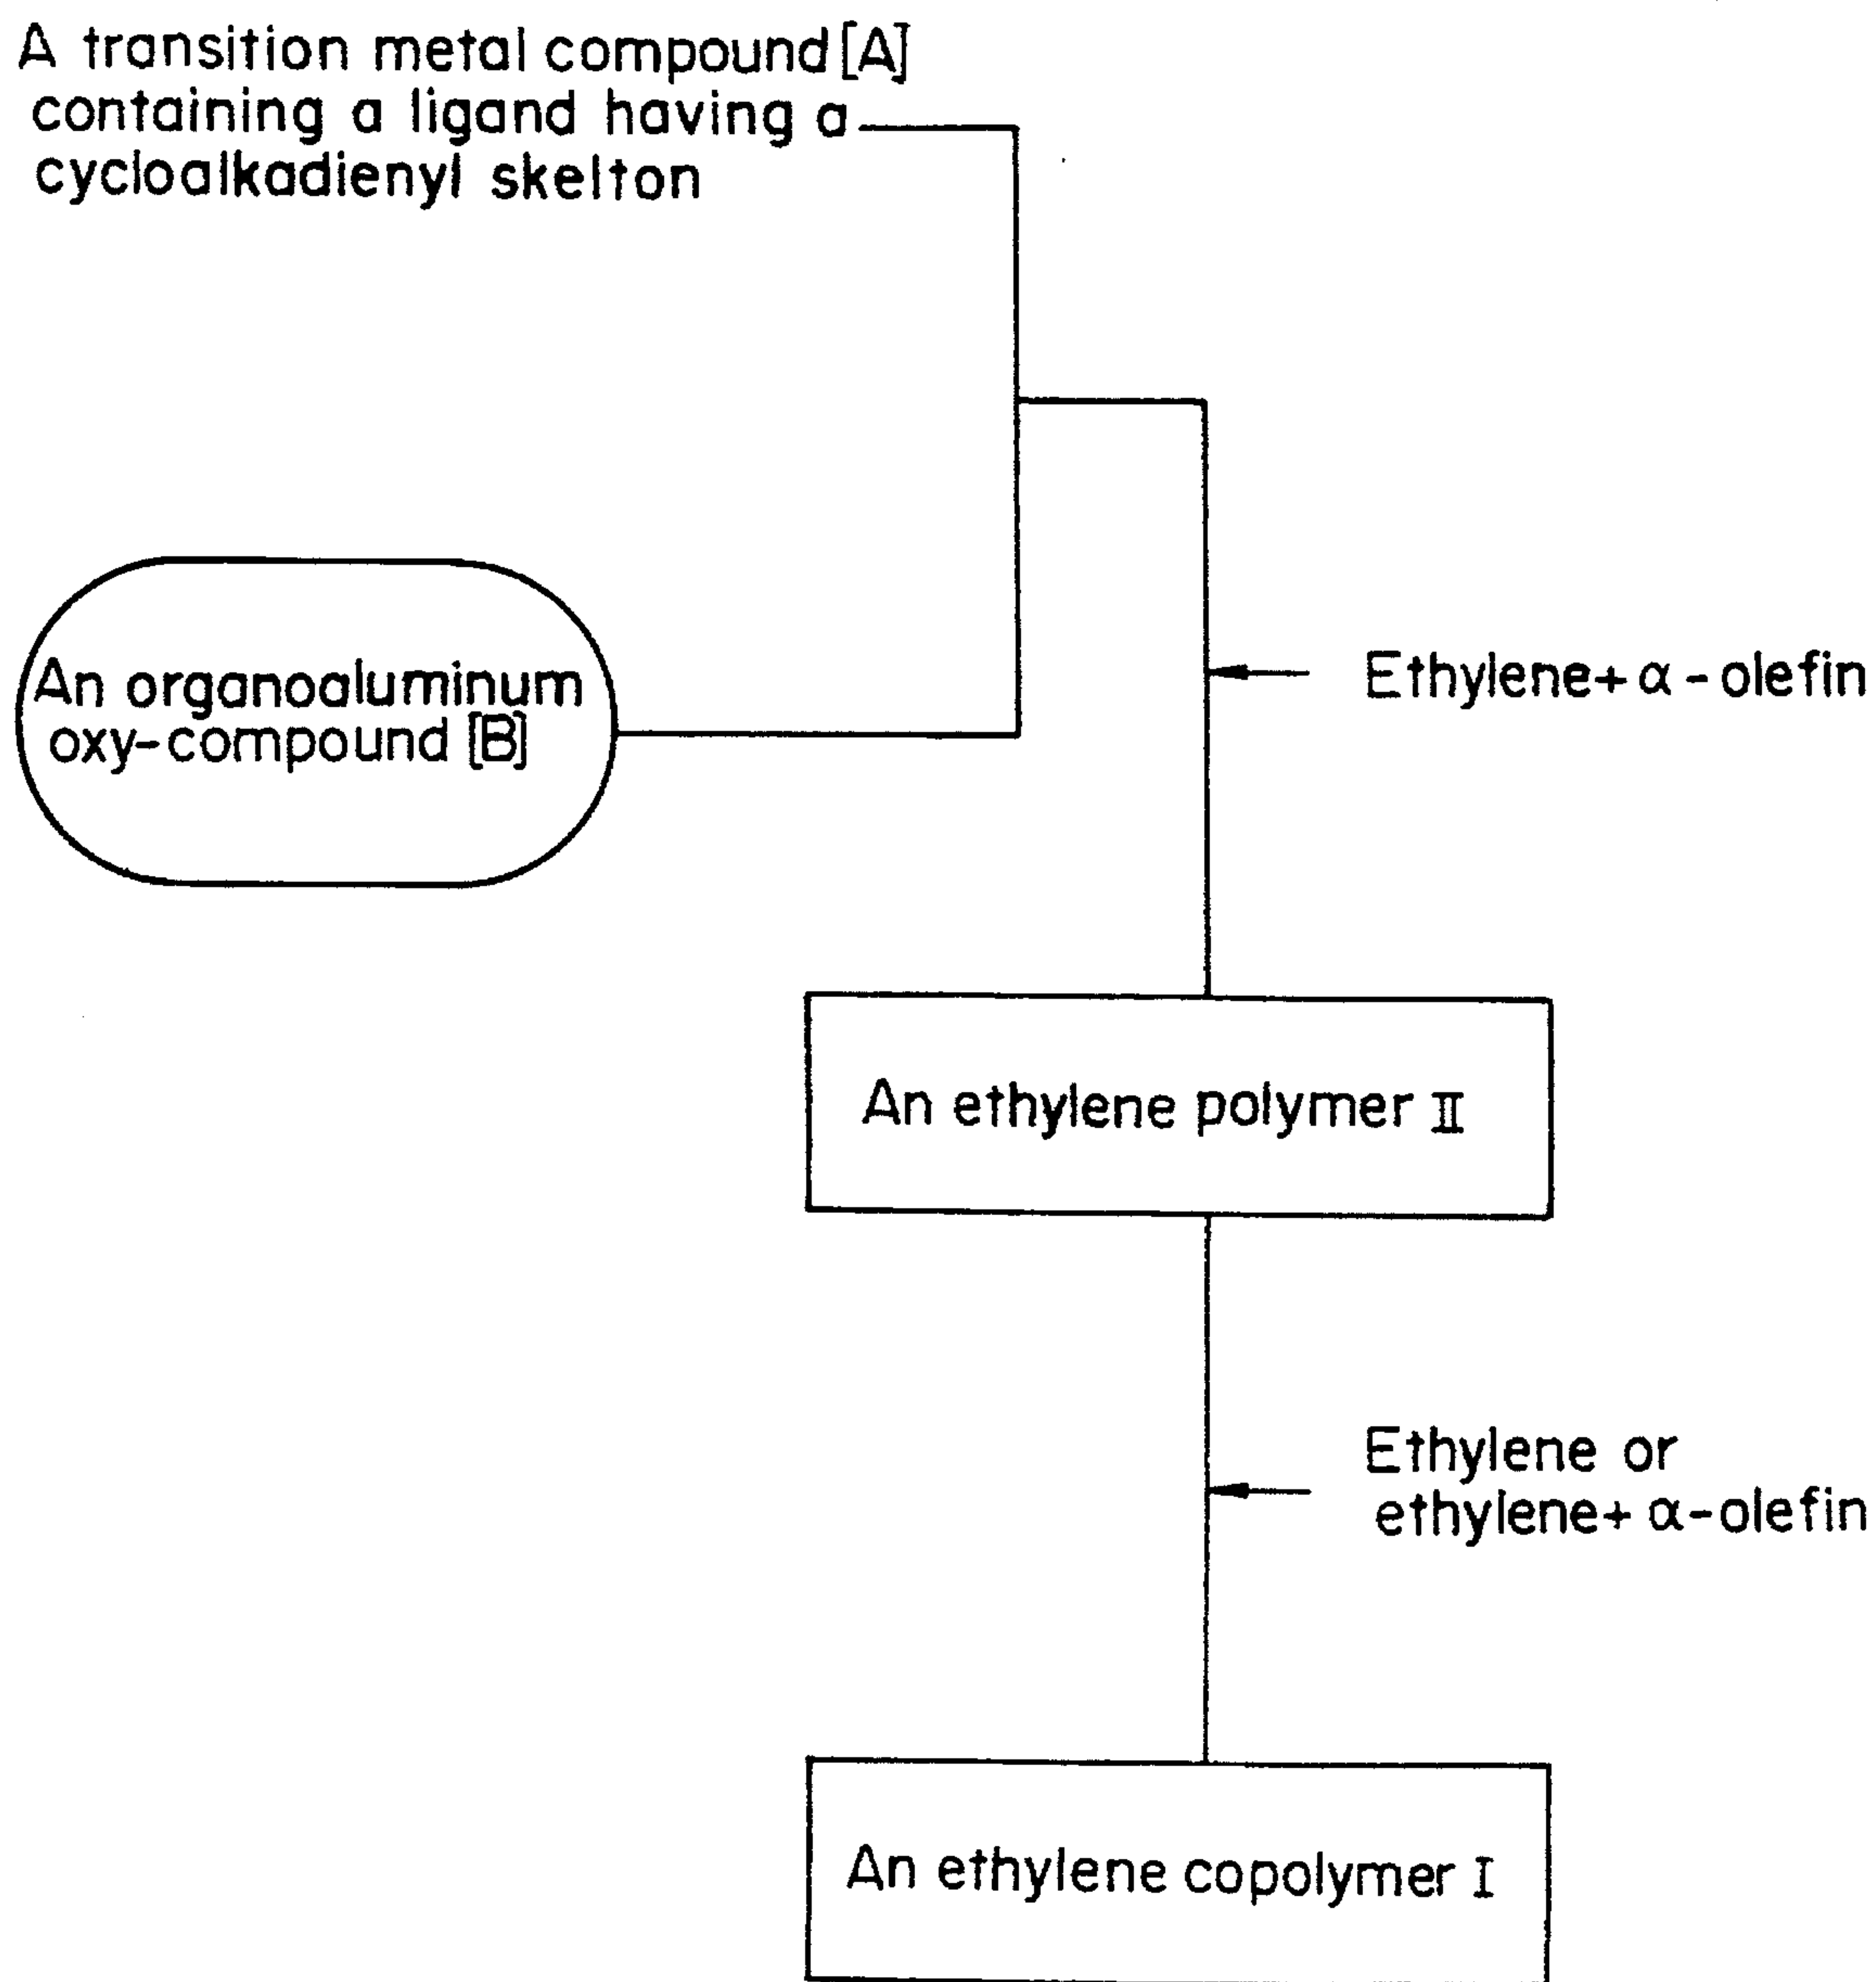 A transition metal compound [A]
containing a ligand having a
cycloalkadienyl skelton
An organoaluminum
oxy-compound [B]
Ethylene+ α - olefin
An ethylene polymer II
Ethylene or
ethylene+ α-olefin
An ethylene copolymer I